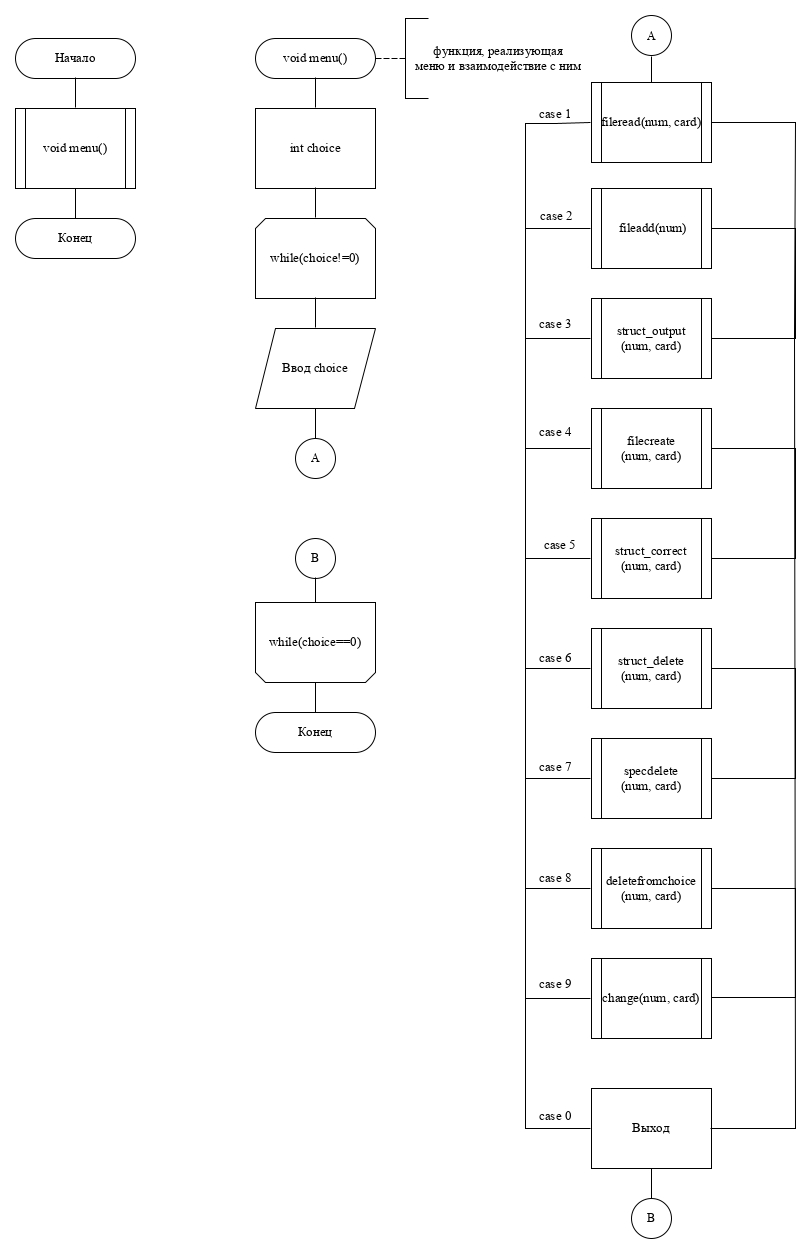 Начало
void menu()
Конец
void menu()
функция, реализующая
меню и взаимодействие с ним
int choice
while(choice!=0)
Ввод choice
A
B
while(choice==0)
Конец
A
case 1
fileread(num, card)
case 2
fileadd(num)
case 3
struct_output
(num, card)
case 4
filecreate
(num, card)
case 5
struct_correct
(num, card)
case 6
struct_delete
(num, card)
case 7
specdelete
(num, card)
case 8
deletefromchoice
(num, card)
case 9
change(num, card)
case 0
Выход
B